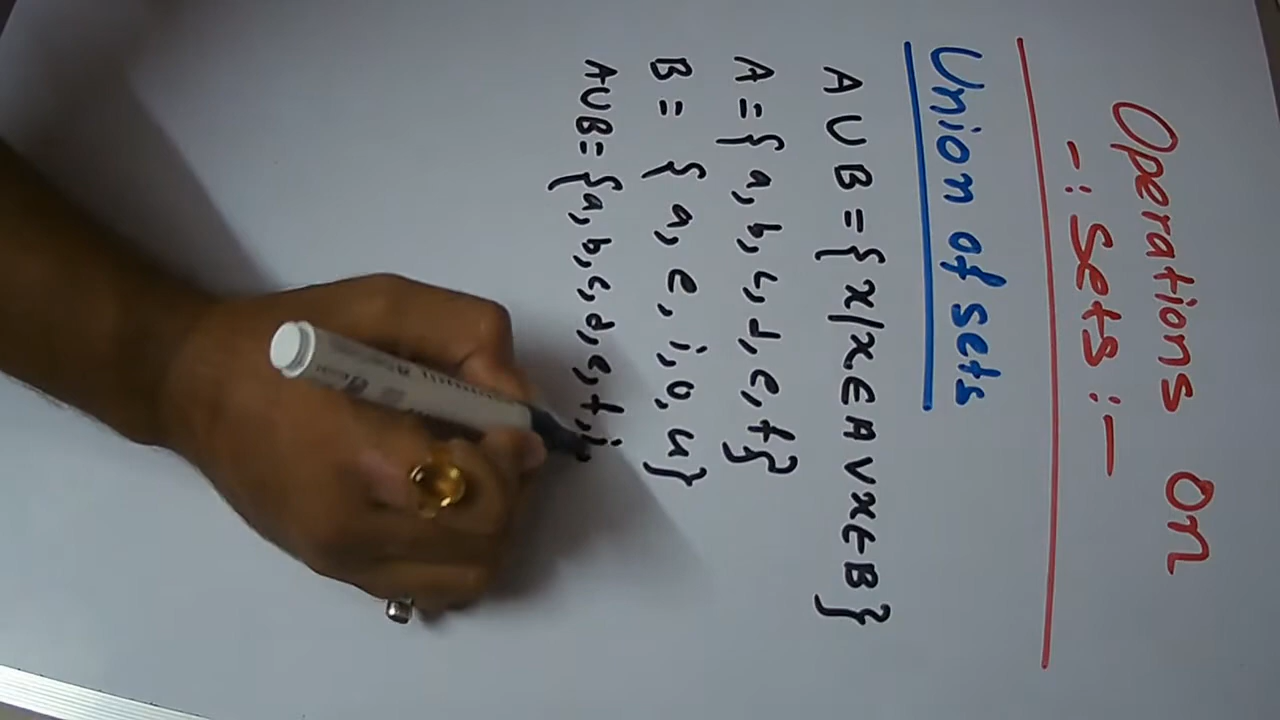 Operations on
-: Sets :-
Union of sets
A ∪ B = {x/x ∈ A ∨ x ∈ B}
A = {a, b, c, d, e, f}
B = {a, e, i, o, u}
A∪B = {a, b, c, d, e, f, i,